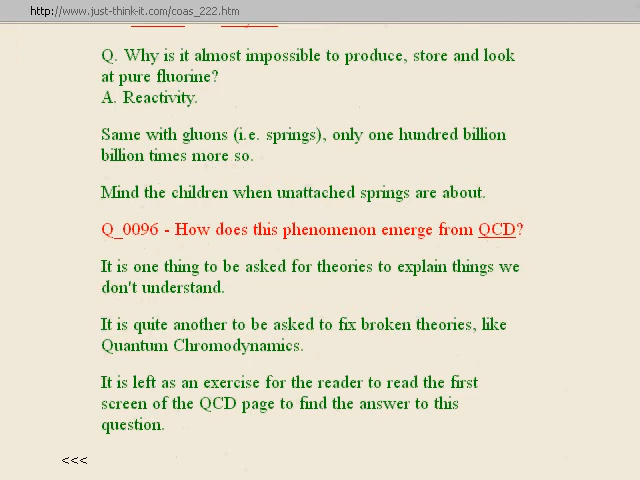 http://www.just-think-it.com/coas_222.htm
Q. Why is it almost impossible to produce, store and look
at pure fluorine?
A. Reactivity.
Same with gluons (i.e. springs), only one hundred billion
billion times more so.
Mind the children when unattached springs are about.
Q_0096 - How does this phenomenon emerge from QCD?
It is one thing to be asked for theories to explain things we
don't understand.
It is quite another to be asked to fix broken theories, like
Quantum Chromodynamics.
It is left as an exercise for the reader to read the first
screen of the QCD page to find the answer to this
question.
<<<